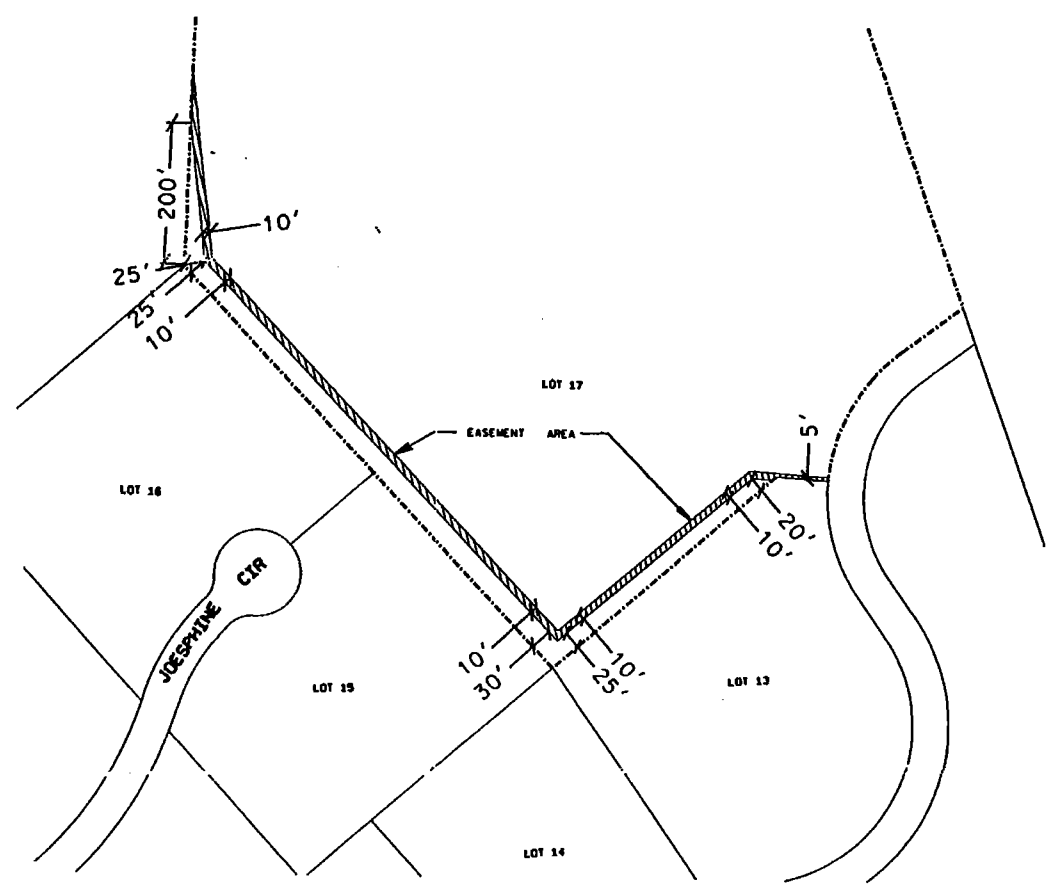 200'
10'
25'
25'
10'
LOT 17
EASEMENT AREA
5'
LOT 16
20'
10'
CIR
JOESPHINE
10'
30'
10'
25'
LOT 15
LOT 13
LOT 14